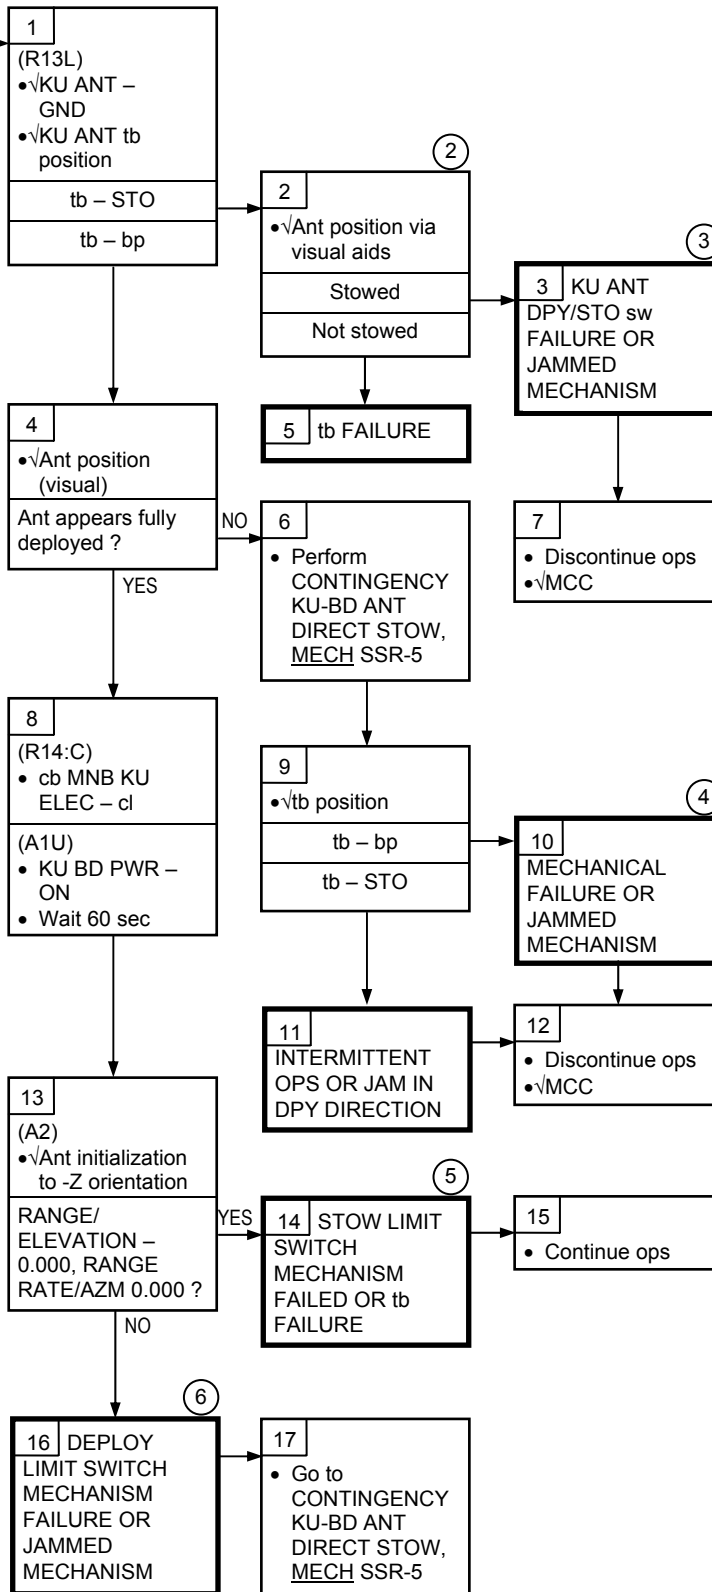 1
(R13L)
•√KU ANT –
GND
•√KU ANT tb
position
tb – STO
tb – bp
2
2
•√Ant position via
visual aids
Stowed
Not stowed
3
3 KU ANT
DPY/STO sw
FAILURE OR
JAMMED
MECHANISM
4
•√Ant position
(visual)
Ant appears fully
deployed ?
NO
YES
5 tb FAILURE
6
• Perform
CONTINGENCY
KU-BD ANT
DIRECT STOW,
MECH SSR-5
7
• Discontinue ops
•√MCC
8
(R14:C)
• cb MNB KU
ELEC – cl
(A1U)
• KU BD PWR –
ON
• Wait 60 sec
9
•√tb position
tb – bp
tb – STO
4
10
MECHANICAL
FAILURE OR
JAMMED
MECHANISM
11
INTERMITTENT
OPS OR JAM IN
DPY DIRECTION
12
• Discontinue ops
•√MCC
13
(A2)
•√Ant initialization
to -Z orientation
RANGE/
ELEVATION –
0.000, RANGE
RATE/AZM 0.000 ?
YES
NO
5
14 STOW LIMIT
SWITCH
MECHANISM
FAILED OR tb
FAILURE
15
• Continue ops
6
16 DEPLOY
LIMIT SWITCH
MECHANISM
FAILURE OR
JAMMED
MECHANISM
17
• Go to
CONTINGENCY
KU-BD ANT
DIRECT STOW,
MECH SSR-5